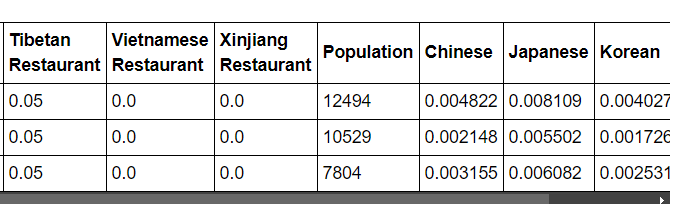 Tibetan Restaurant Vietnamese Restaurant Xinjiang Restaurant Population Chinese Japanese Korean
0.05 0.0 0.0 12494 0.004822 0.008109 0.004027
0.05 0.0 0.0 10529 0.002148 0.005502 0.001726
0.05 0.0 0.0 7804 0.003155 0.006082 0.002531